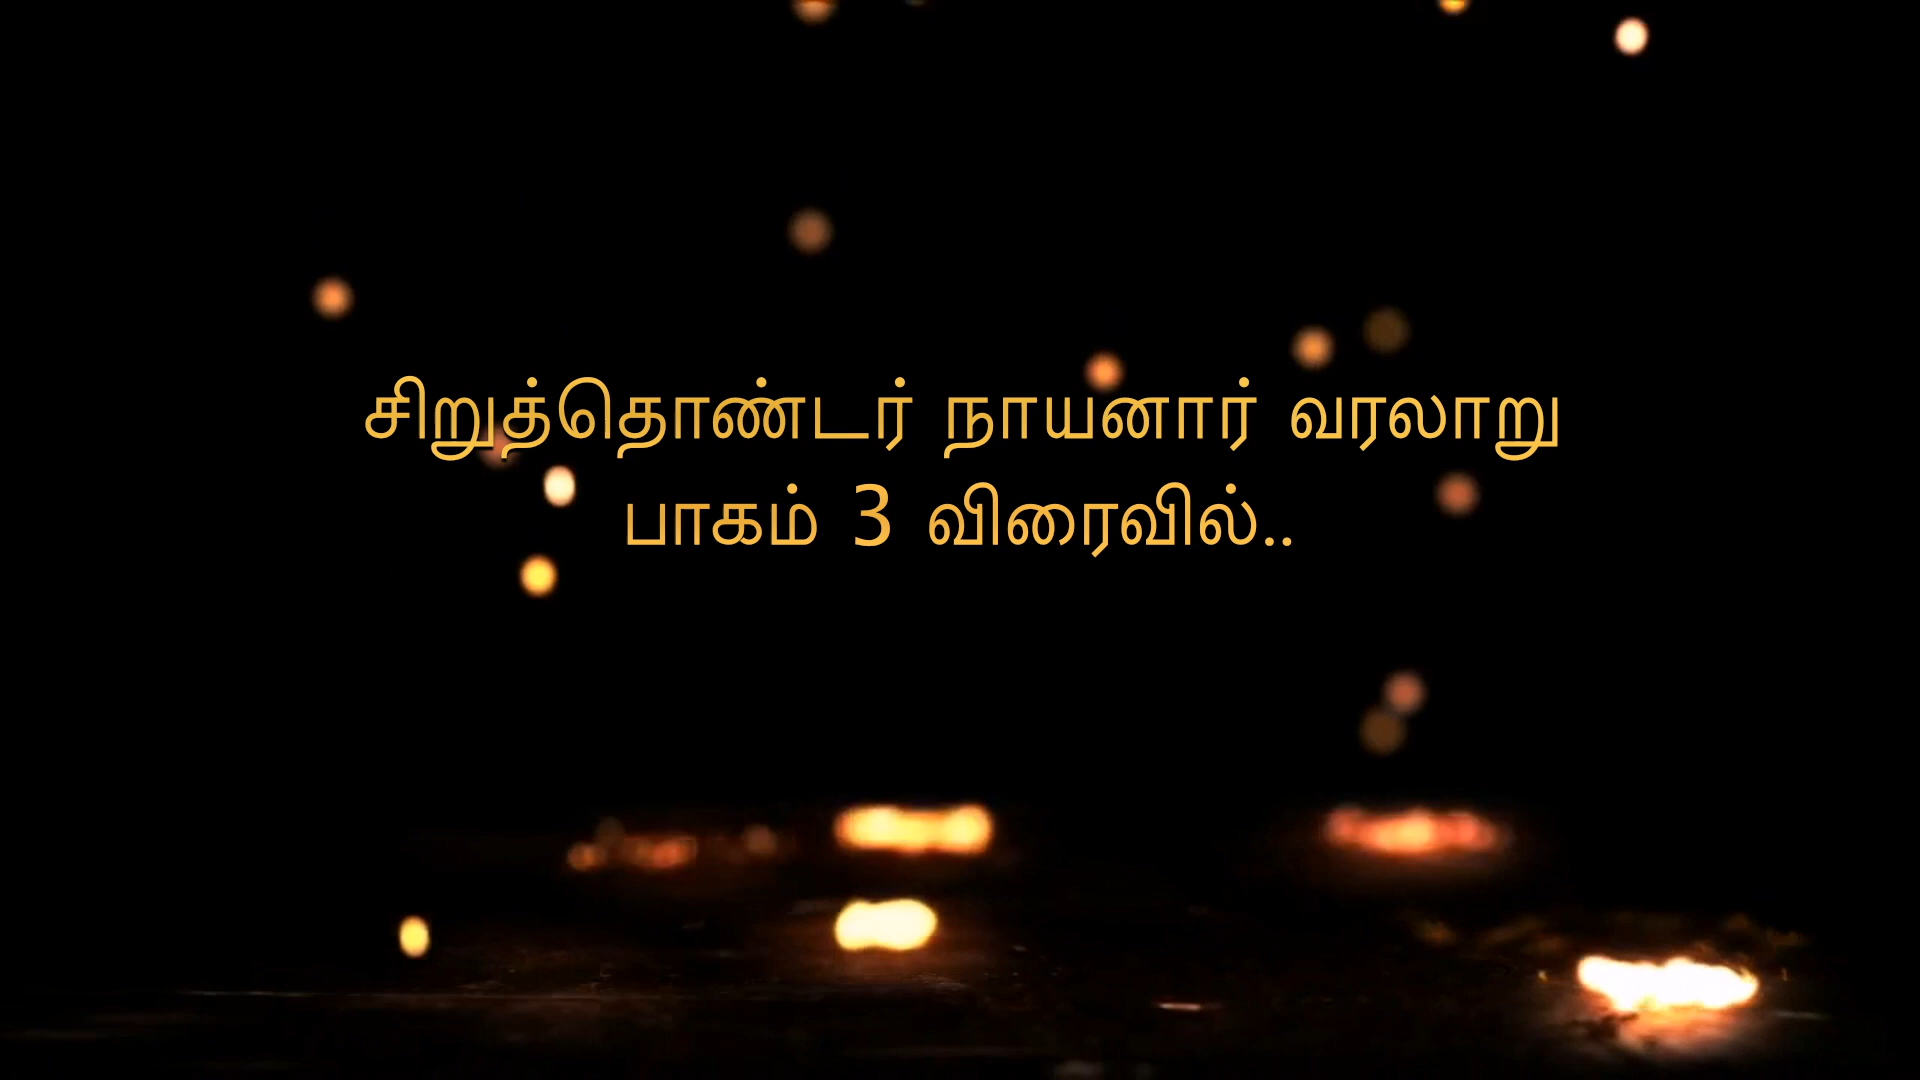 சிறுத்தொண்டர் நாயனார் வரலாறு
பாகம் 3 விரைவில்..